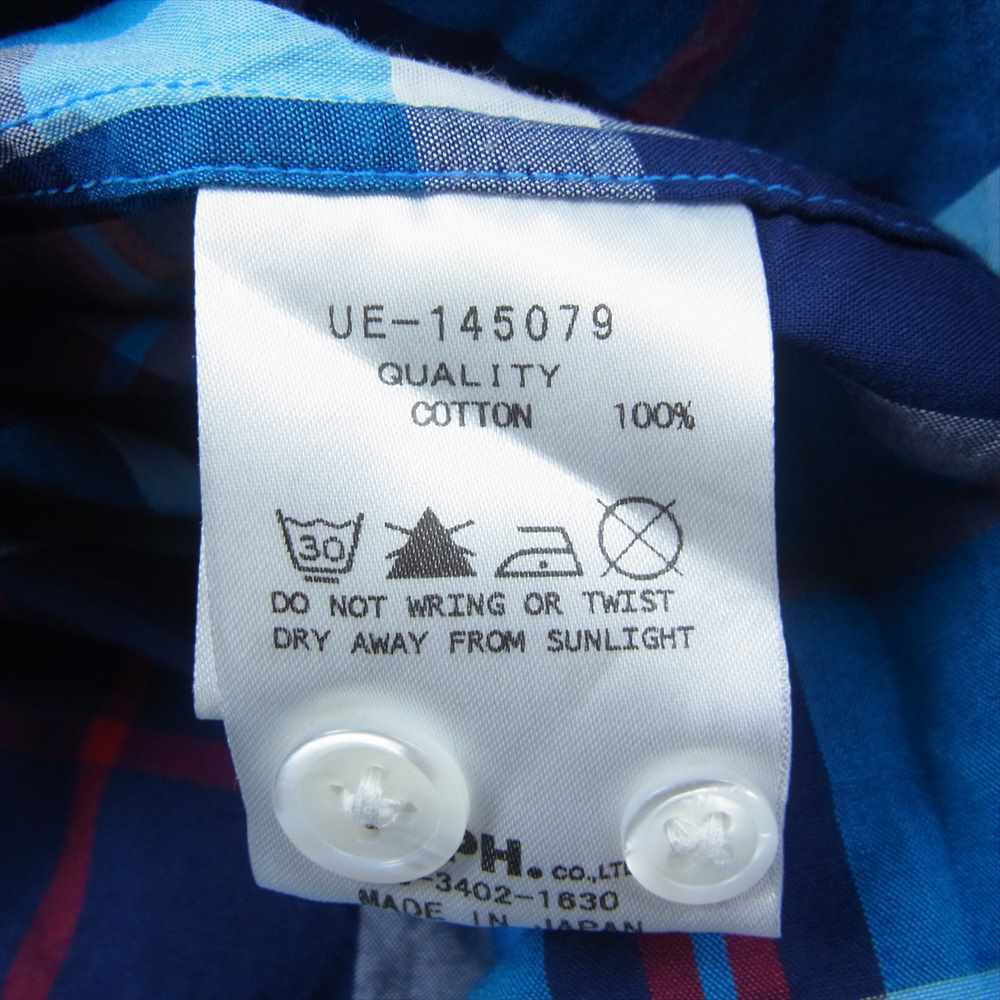 UE-145079
QUALITY
COTTON 100%
30
DO NOT WRING OR TWIST
DRY AWAY FROM SUNLIGHT
CO.,LTD
-3402-1630
MADE IN JAPAN